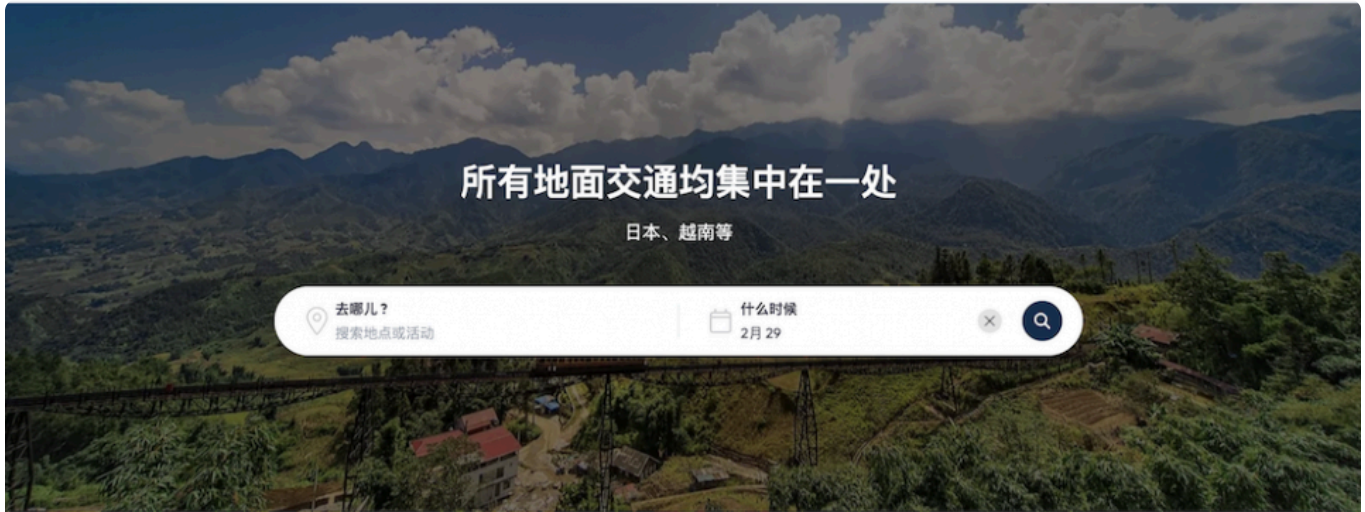 所有地面交通均集中在一处
日本、越南等
去哪儿？
搜索地点或活动
什么时候
2月 29